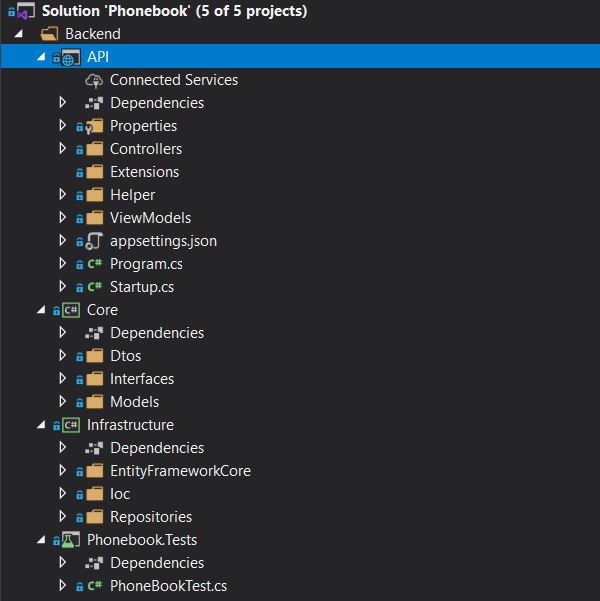 Solution 'Phonebook' (5 of 5 projects)
Backend
API
Connected Services
Dependencies
Properties
Controllers
Extensions
Helper
ViewModels
appsettings.json
C# Program.cs
C# Startup.cs
C# Core
Dependencies
Dtos
Interfaces
Models
C# Infrastructure
Dependencies
EntityFrameworkCore
Ioc
Repositories
Phonebook.Tests
Dependencies
C# PhoneBookTest.cs